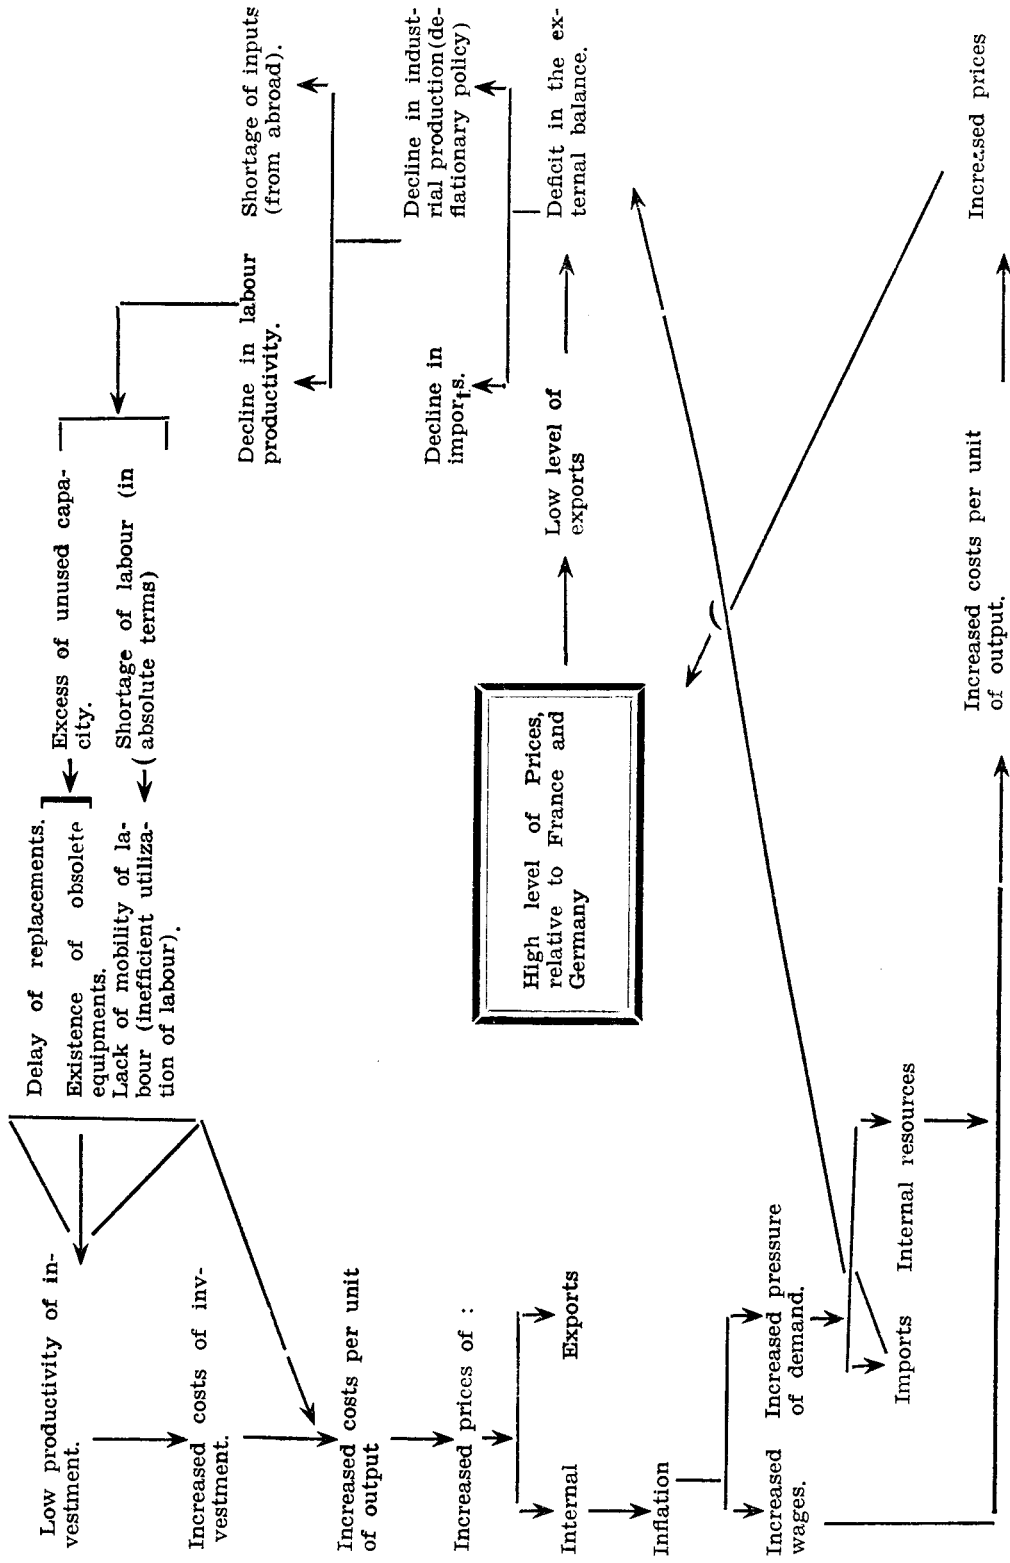 Low productivity of in-
vestment.
Increased costs of inv-
vestment.
Increased costs per unit
of output
Increased prices of :
Internal
Exports
Inflation
Increased
wages.
Increased pressure
of demand.
Imports
Internal resources
Delay of replacements.
Existence of obsolete
equipments.
Lack of mobility of la-
bour (inefficient utiliza-
tion of labour).
Excess of unused capa-
city.
Shortage of labour (in
absolute terms)
High level of Prices,
relative to France and
Germany
Low level of
exports
Increased costs per unit
of output.
Decline in labour
productivity.
Shortage of inputs
(from abroad).
Decline in
imports.
Decline in indust-
rial production(de-
flationary policy)
Deficit in the ex-
ternal balance.
Increased prices